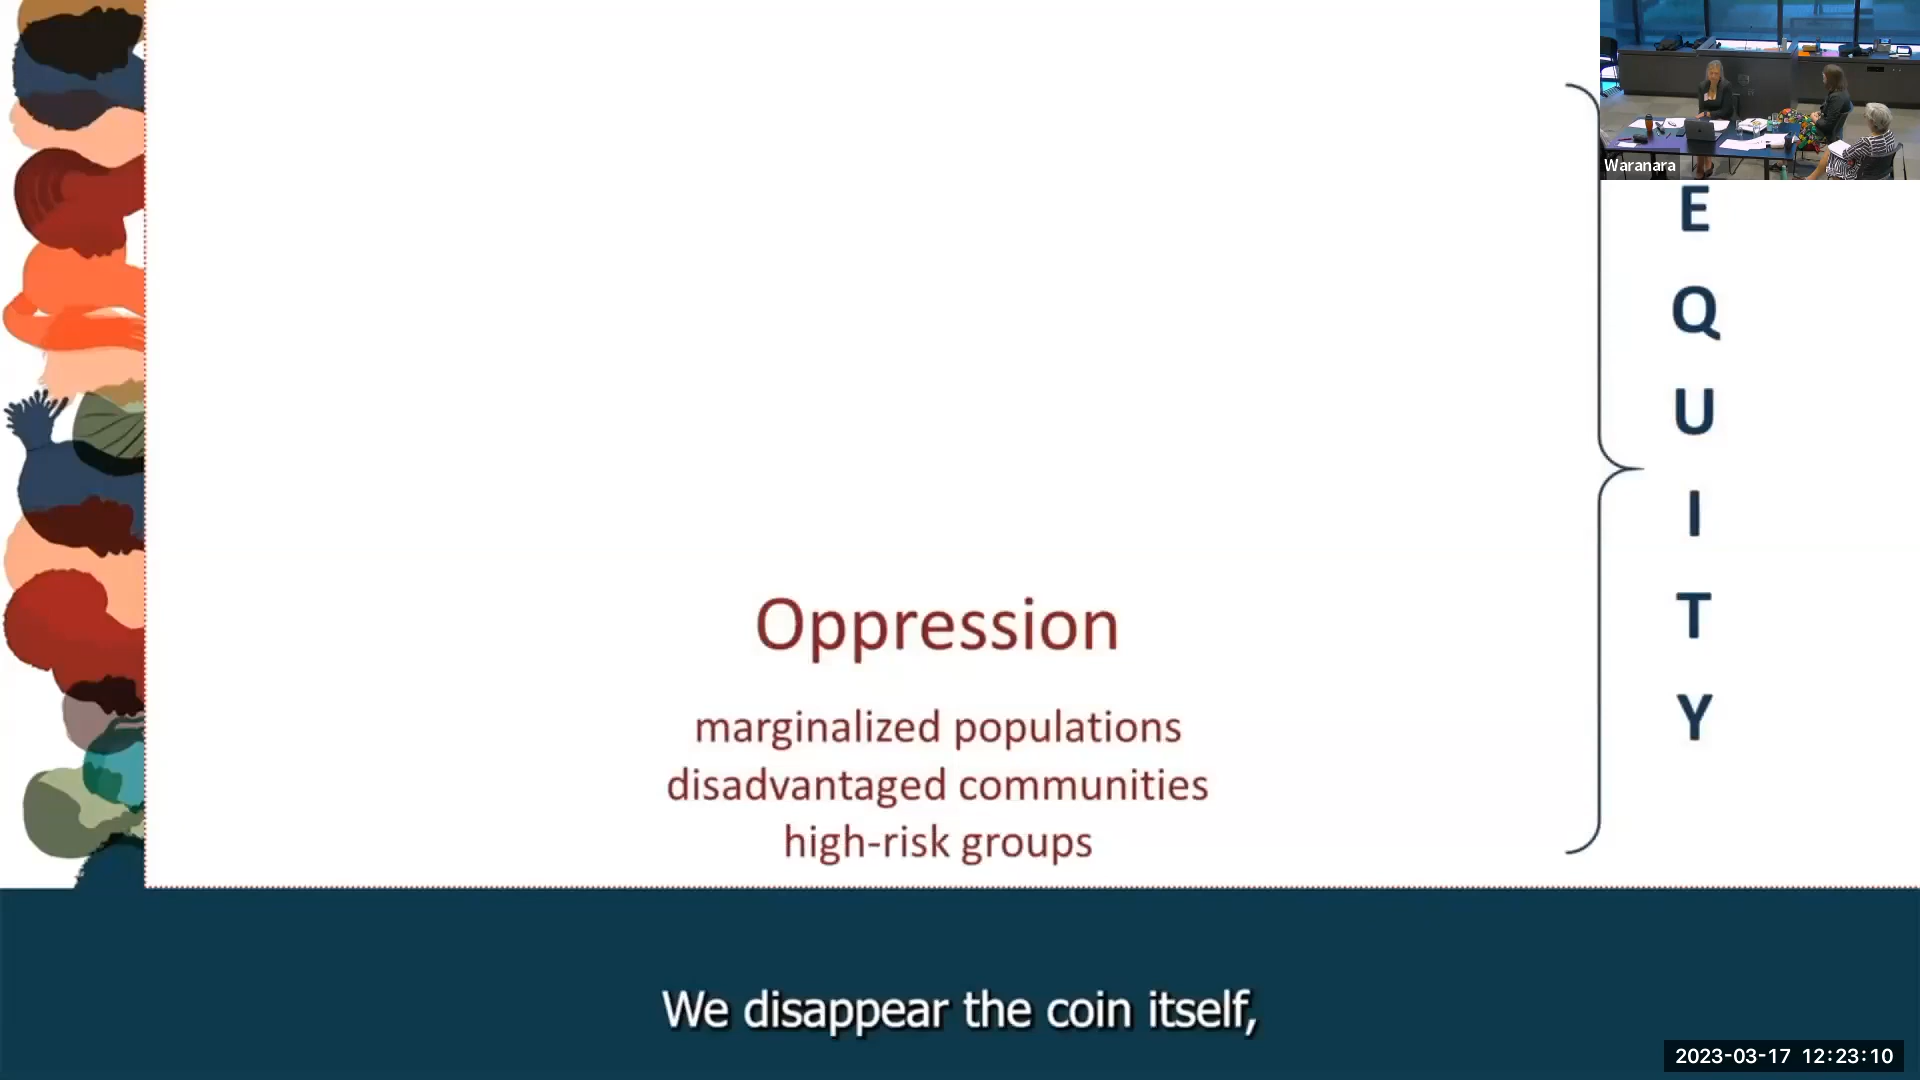 Waranara
E
Q
U
I
T
Y
Oppression
marginalized populations
disadvantaged communities
high-risk groups
We disappear the coin itself,
2023-03-17 12:23:10